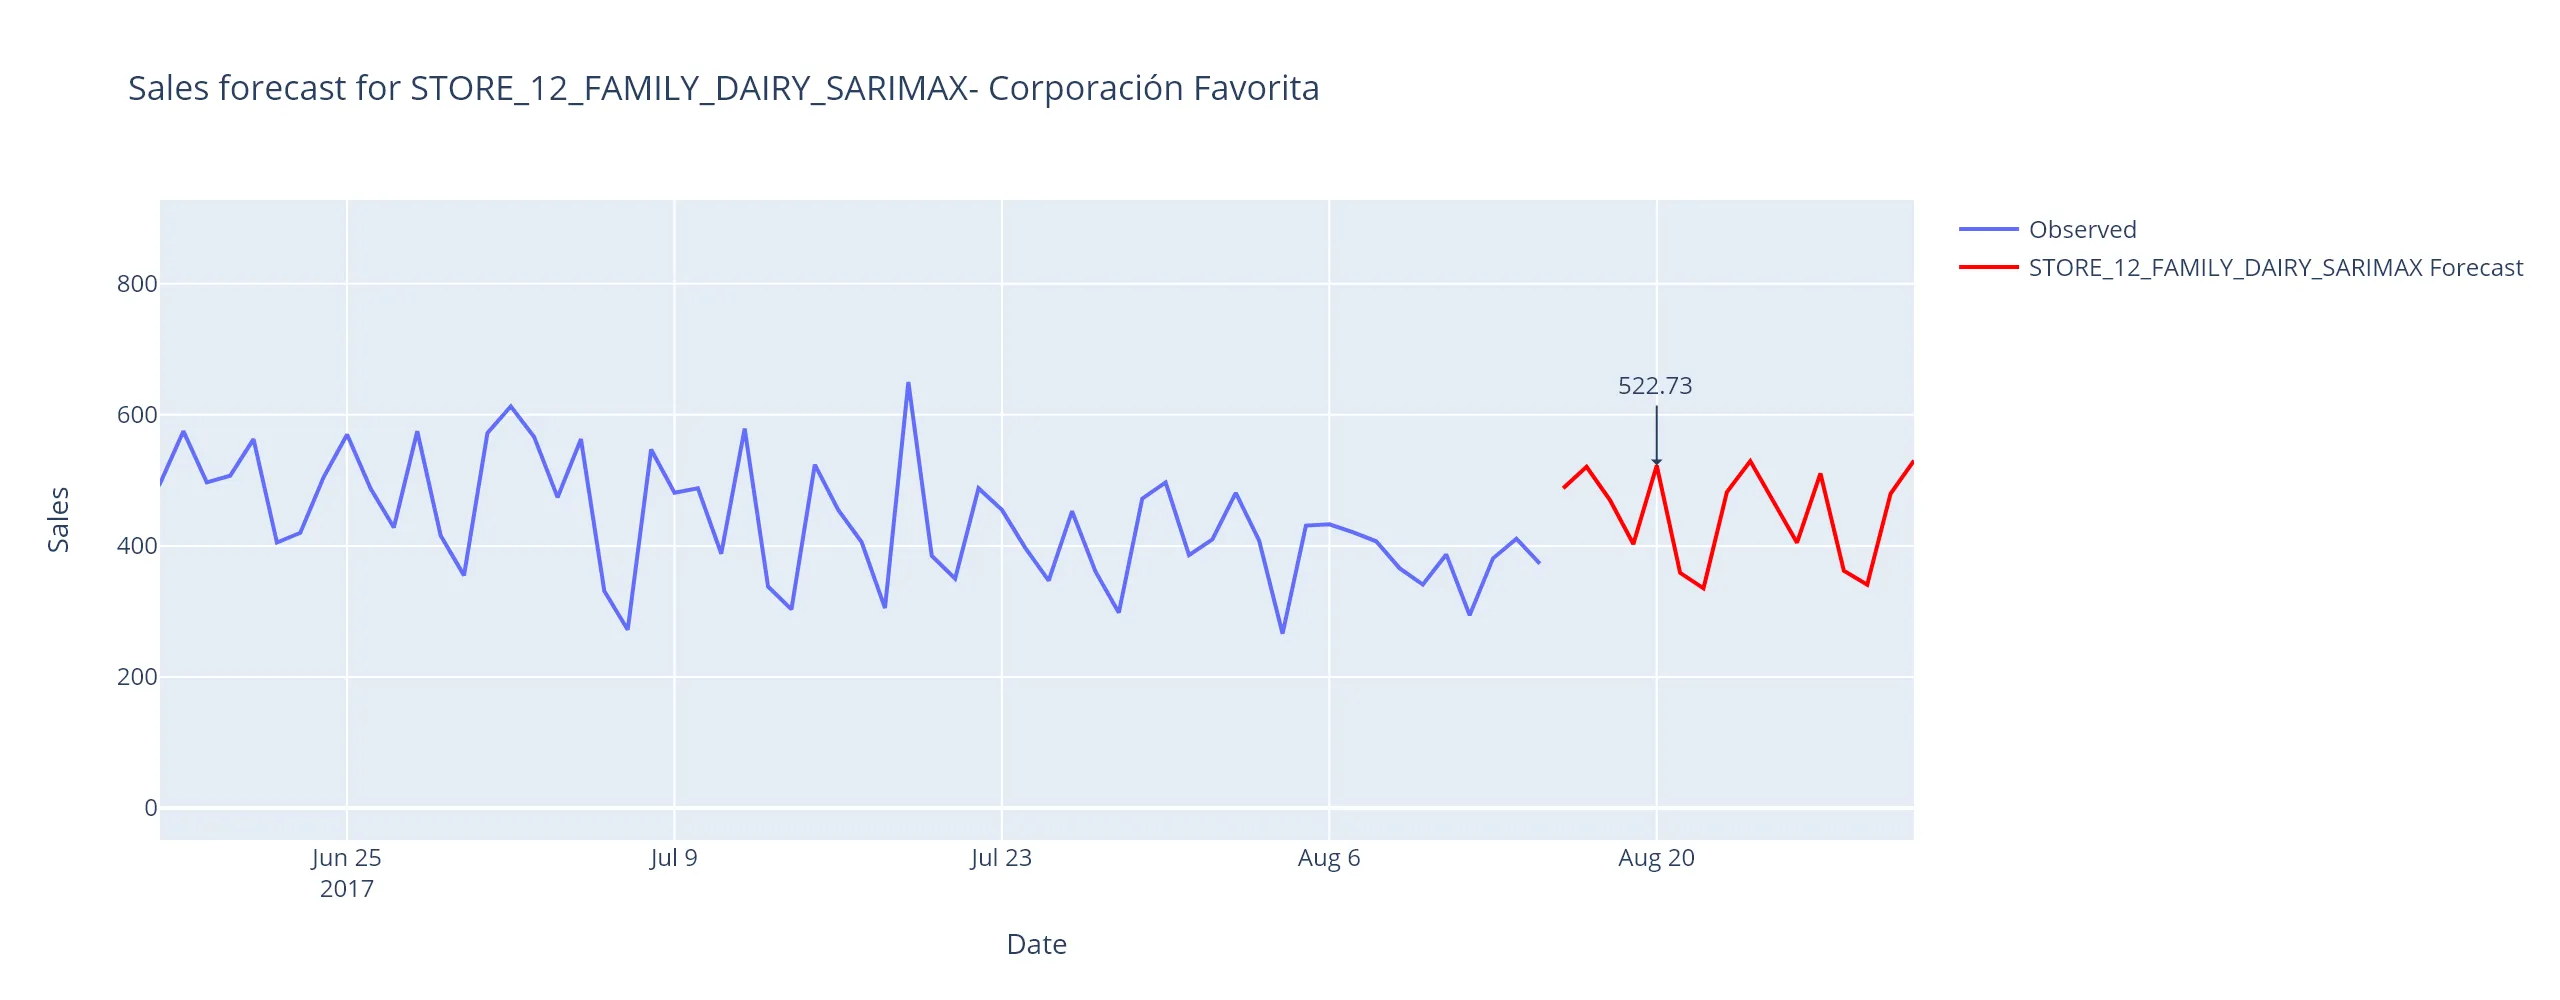 Sales forecast for STORE_12_FAMILY_DAIRY_SARIMAX- Corporación Favorita
Observed
STORE_12_FAMILY_DAIRY_SARIMAX Forecast
800
600
400
200
0
Sales
522.73
Jun 25
2017
Jul 9
Jul 23
Aug 6
Aug 20
Date